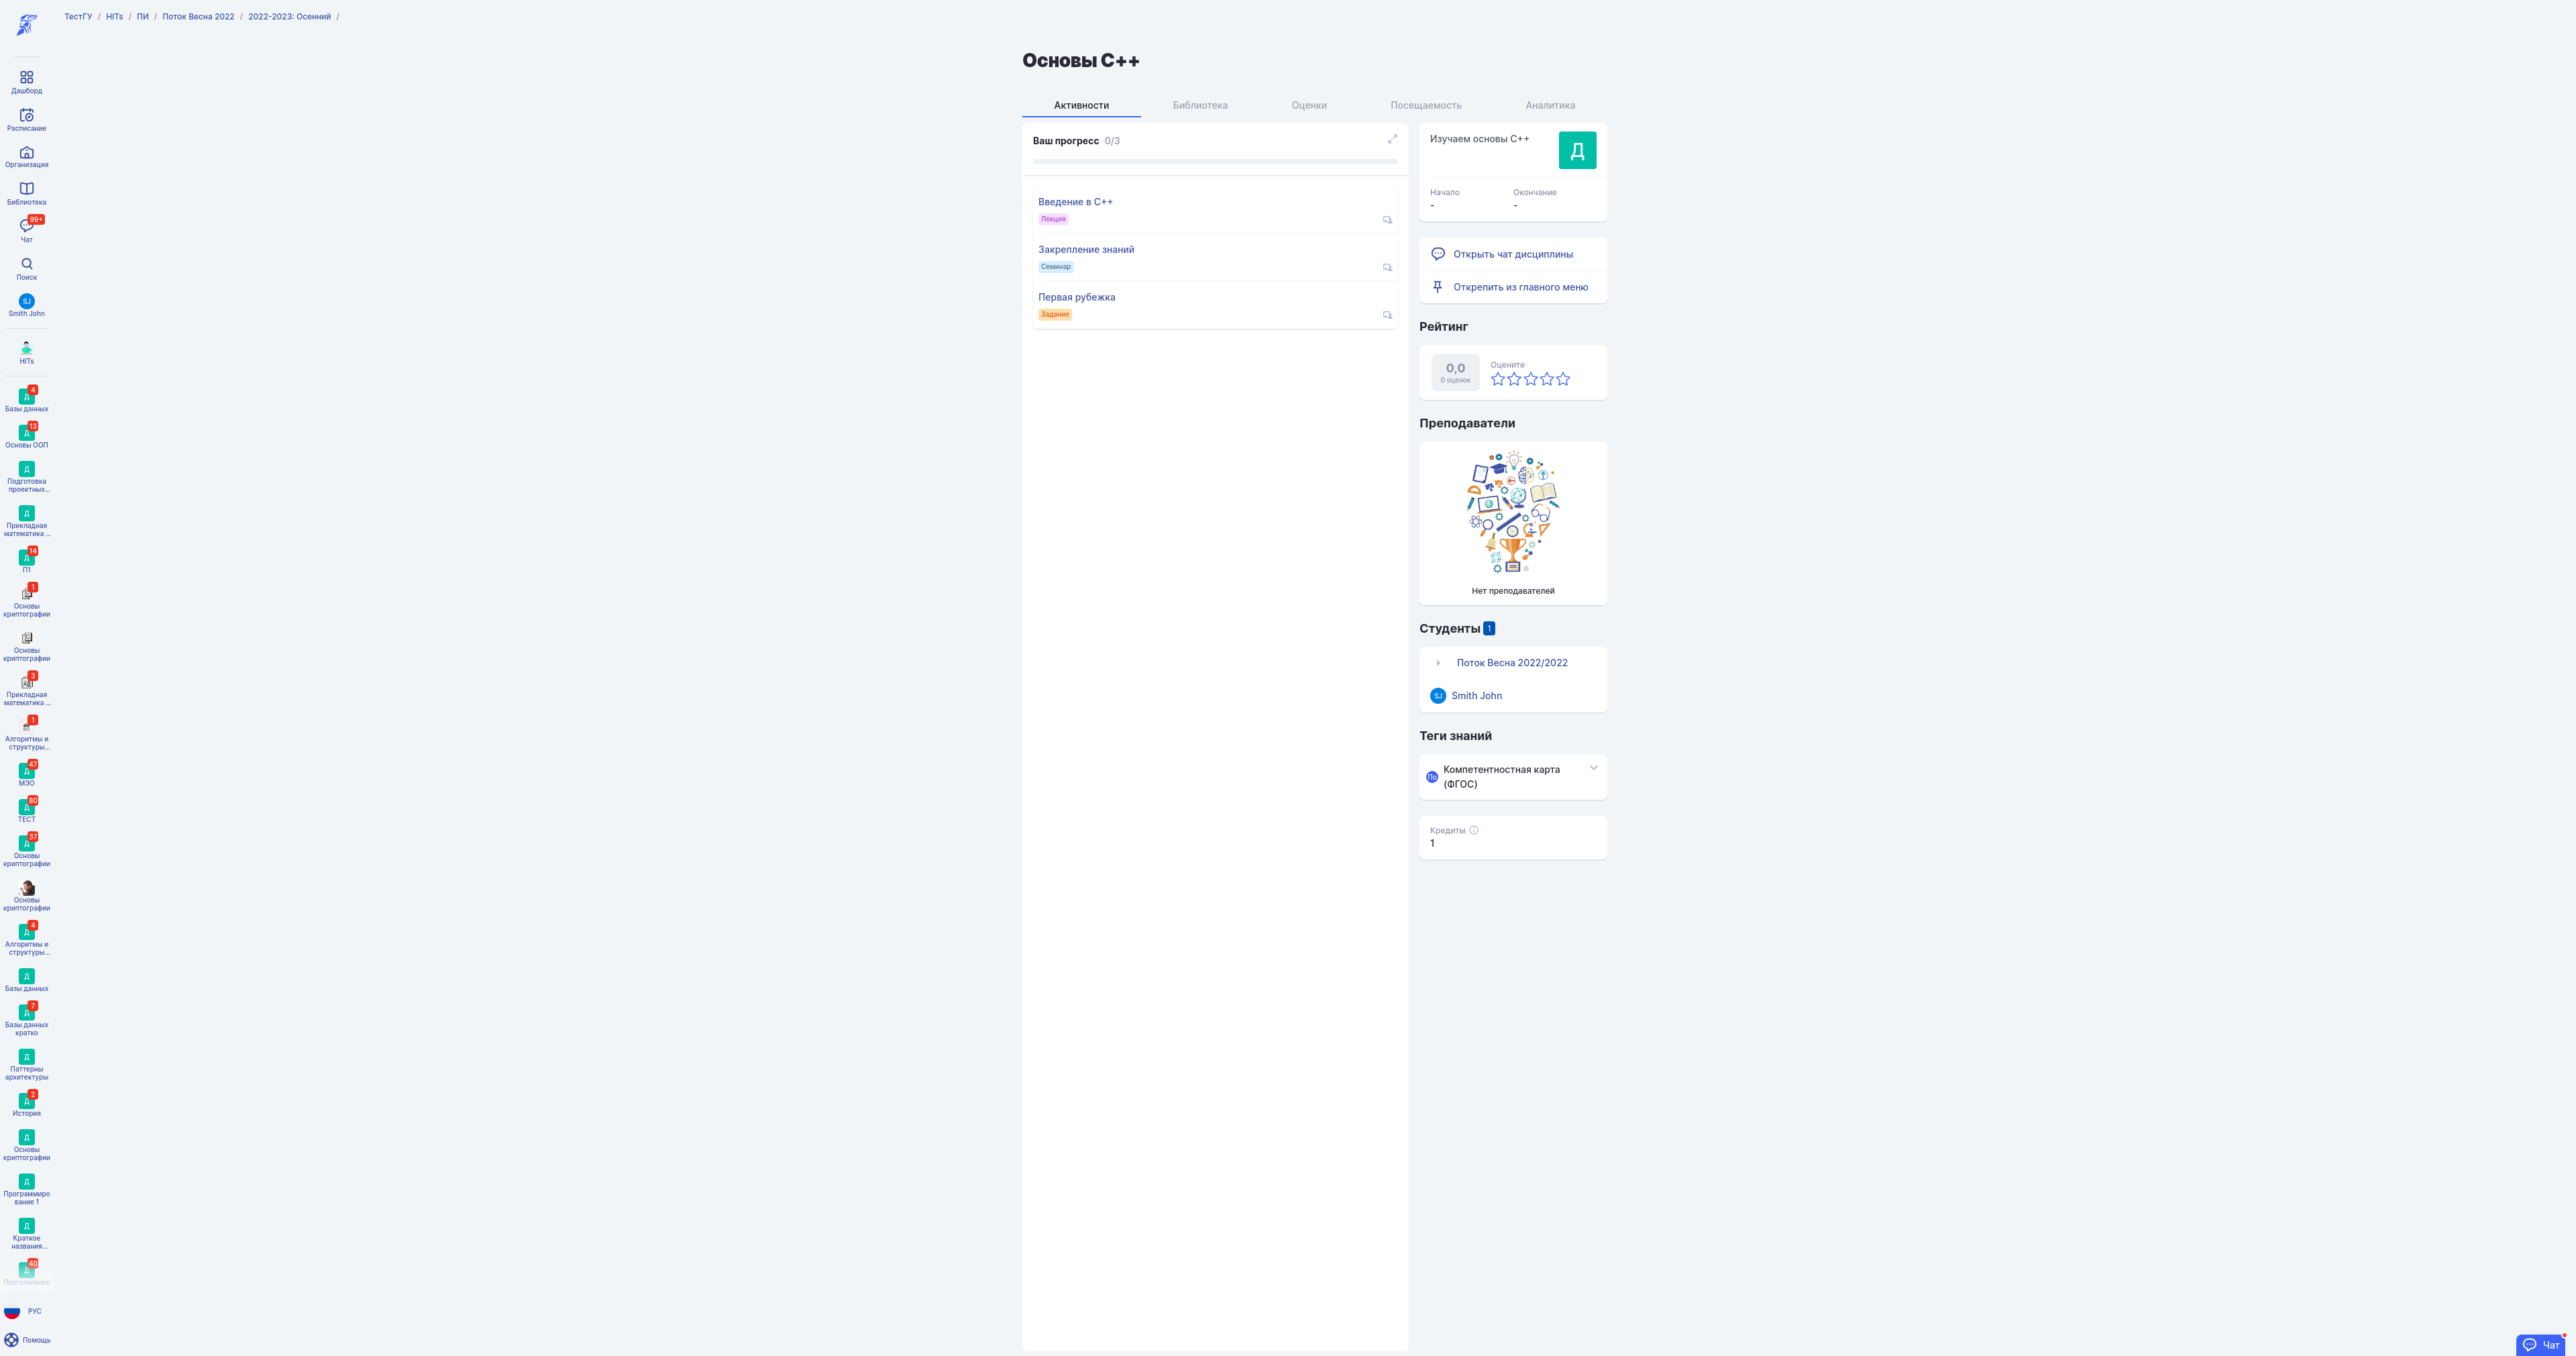 ТестГУ / HITs / ПИ / Поток Весна 2022 / 2022-2023: Осенний /
Дашборд
Расписание
Организация
Библиотека
99+
Чат
Поиск
SJ
Smith John
HITs
4
Д
Базы данных
13
Д
Основы ООП
Д
Подготовка
проектных...
Д
Прикладная
математика ...
14
Д
П1
1
Основы
криптографии
Основы
криптографии
3
Прикладная
математика ...
1
Алгоритмы и
структуры...
47
Д
МЭО
80
Д
ТЕСТ
37
Д
Основы
криптографии
Основы
криптографии
4
Д
Алгоритмы и
структуры...
Д
Базы данных
7
Д
Базы данных
кратко
Д
Паттерны
архитектуры
2
Д
История
Д
Основы
криптографии
Д
Программиро
вание 1
Д
Краткое
названия...
40
Д
Программиро
РУС
Помощь
Основы C++
Активности
Библиотека
Оценки
Посещаемость
Аналитика
Ваш прогресс 0/3
Введение в C++
Лекция
Закрепление знаний
Семинар
Первая рубежка
Задание
Изучаем основы C++
Д
Начало
Окончание
-
-
Открыть чат дисциплины
Открепить из главного меню
Рейтинг
0,0
0 оценок
Оцените
Преподаватели
Нет преподавателей
Студенты 1
Поток Весна 2022/2022
SJ Smith John
Теги знаний
По
Компетентностная карта
(ФГОС)
Кредиты
1
Чат